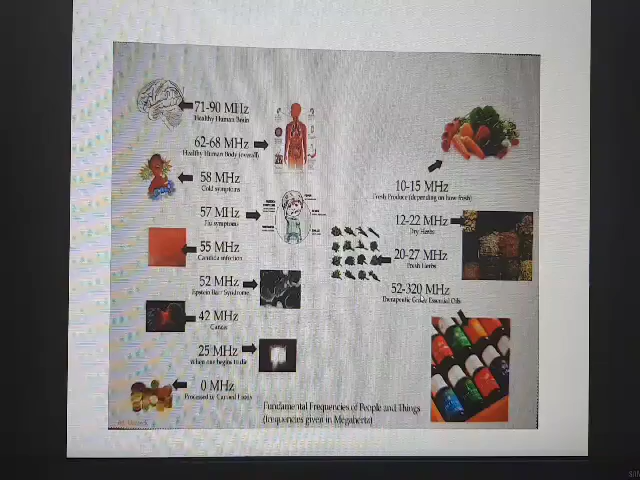 71-90 MHz
Healthy Human Brain
62-68 MHz
Healthy Human Body (overall)
58 MHz
Cold symptoms
57 MHz
Flu symptoms
55 MHz
Candida infection
52 MHz
Epstein Barr Syndrome
42 MHz
Cancer
25 MHz
When one begins to die
0 MHz
Processed or Canned Foods
10-15 MHz
Fresh Produce (depending on how fresh)
12-22 MHz
Dry Herbs
20-27 MHz
Fresh Herbs
52-320 MHz
Therapeutic Grade Essential Oils
Fundamental Frequencies of People and Things
(frequencies given in Megahertz)